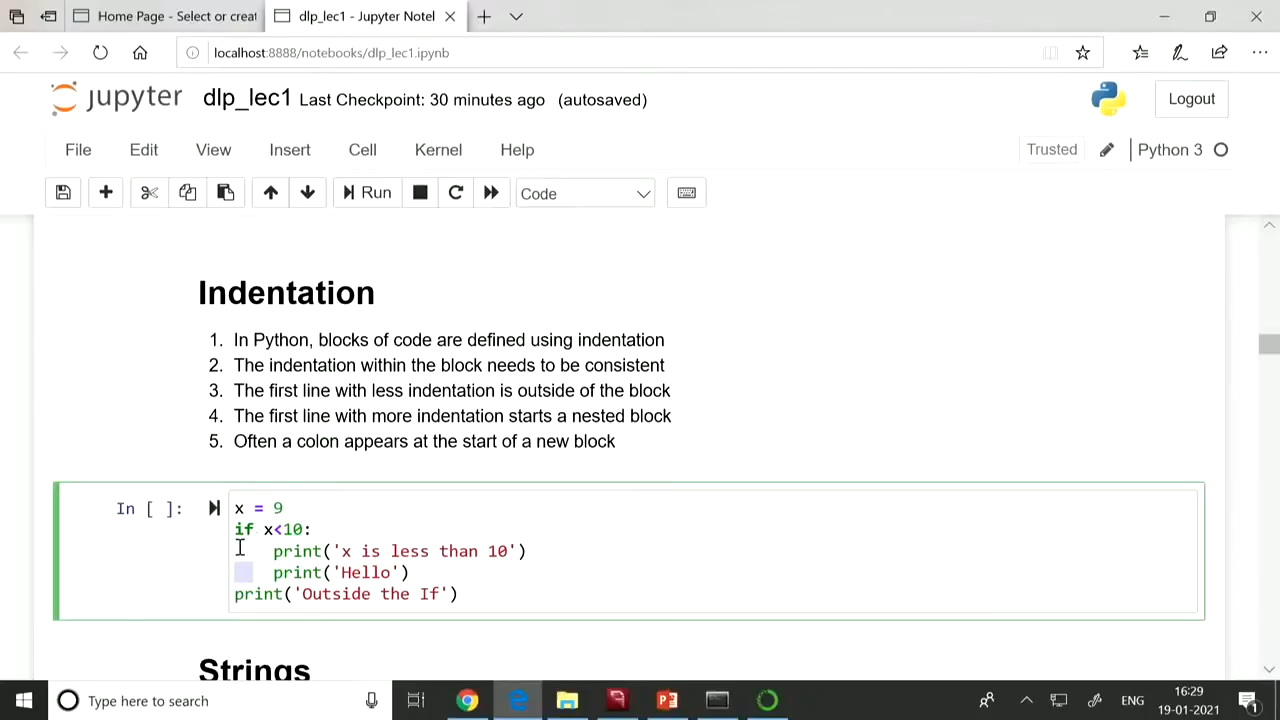 Home Page - Select or creat
dlp_lec1 - Jupyter Notel
localhost:8888/notebooks/dlp_lec1.ipynb
jupyter dlp_lec1 Last Checkpoint: 30 minutes ago (autosaved)
Logout
File Edit View Insert Cell Kernel Help
Trusted Python 3
Run Code
Indentation
1. In Python, blocks of code are defined using indentation
2. The indentation within the block needs to be consistent
3. The first line with less indentation is outside of the block
4. The first line with more indentation starts a nested block
5. Often a colon appears at the start of a new block
In [ ]: x = 9
if x<10:
    print('x is less than 10')
    print('Hello')
print('Outside the If')
Strings
Type here to search
ENG
16:29
19-01-2021
1